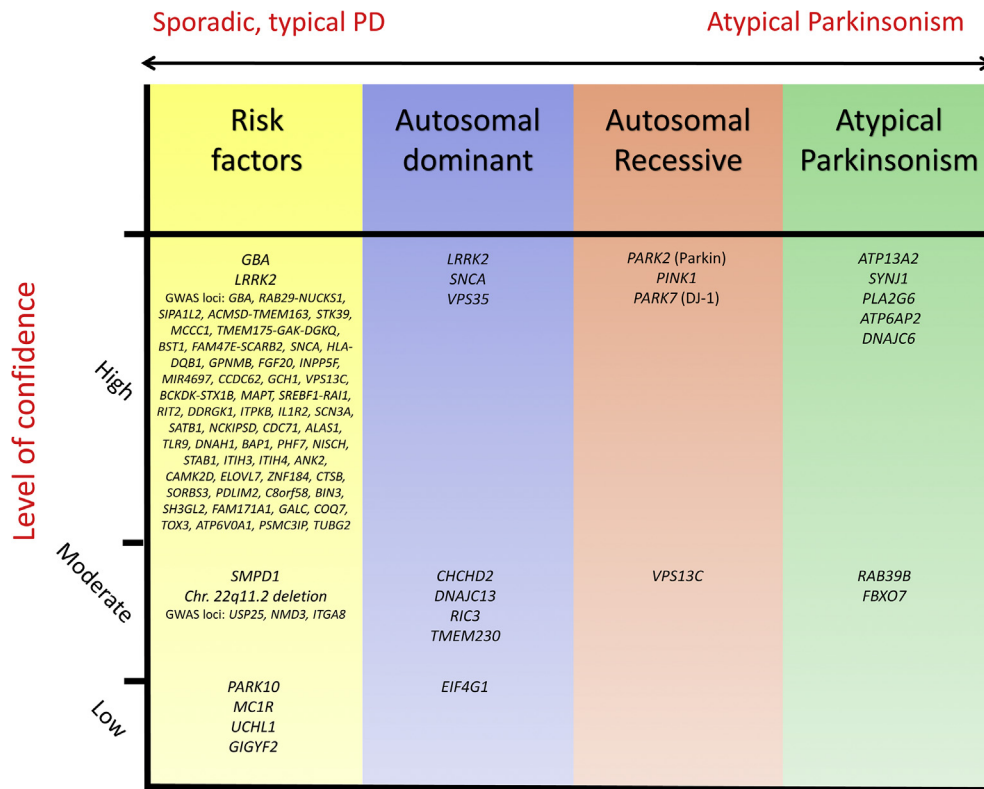 Sporadic, typical PD
Atypical Parkinsonism
Risk
factors
Autosomal
dominant
Autosomal
Recessive
Atypical
Parkinsonism
Level of confidence
High
GBA
LRRK2
GWAS loci: GBA, RAB29-NUCKS1,
SIPA1L2, ACMSD-TMEM163, STK39,
MCCC1, TMEM175-GAK-DGKQ,
BST1, FAM47E-SCARB2, SNCA, HLA-
DQB1, GPNMB, FGF20, INPP5F,
MIR4697, CCDC62, GCH1, VPS13C,
BCKDK-STX1B, MAPT, SREBF1-RAI1,
RIT2, DDRGK1, ITPKB, IL1R2, SCN3A,
SATB1, NCKIPSD, CDC71, ALAS1,
TLR9, DNAH1, BAP1, PHF7, NISCH,
STAB1, ITIH3, ITIH4, ANK2,
CAMK2D, ELOVL7, ZNF184, CTSB,
SORBS3, PDLIM2, C8orf58, BIN3,
SH3GL2, FAM171A1, GALC, COQ7,
TOX3, ATP6V0A1, PSMC3IP, TUBG2
LRRK2
SNCA
VPS35
PARK2 (Parkin)
PINK1
PARK7 (DJ-1)
ATP13A2
SYNJ1
PLA2G6
ATP6AP2
DNAJC6
Moderate
SMPD1
Chr. 22q11.2 deletion
GWAS loci: USP25, NMD3, ITGA8
CHCHD2
DNAJC13
RIC3
TMEM230
VPS13C
RAB39B
FBXO7
Low
PARK10
MC1R
UCHL1
GIGYF2
EIF4G1